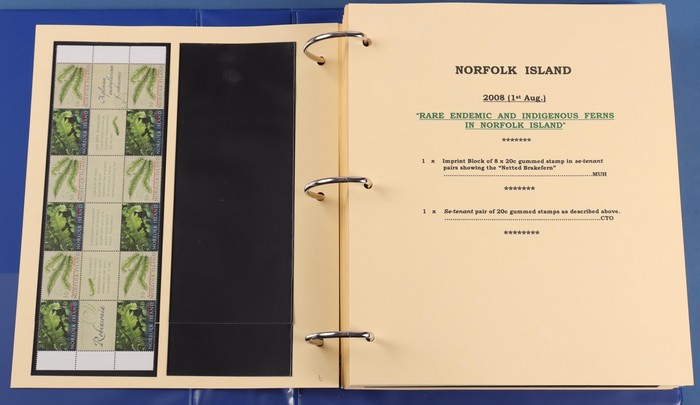 NORFOLK ISLAND
2008 (1st Aug.)
"RARE ENDEMIC AND INDIGENOUS FERNS
IN NORFOLK ISLAND"
*******
1 x Imprint Block of 8 x 20c gummed stamp in se-tenant
pairs showing the "Netted Brakefern"
..........................................................MUH
*******
1 x Se-tenant pair of 20c gummed stamps as described above.
............................................................CTO
********
NORFOLK ISLAND
NORFOLK ISLAND
NORFOLK ISLAND
NORFOLK ISLAND
NORFOLK ISLAND
NORFOLK ISLAND